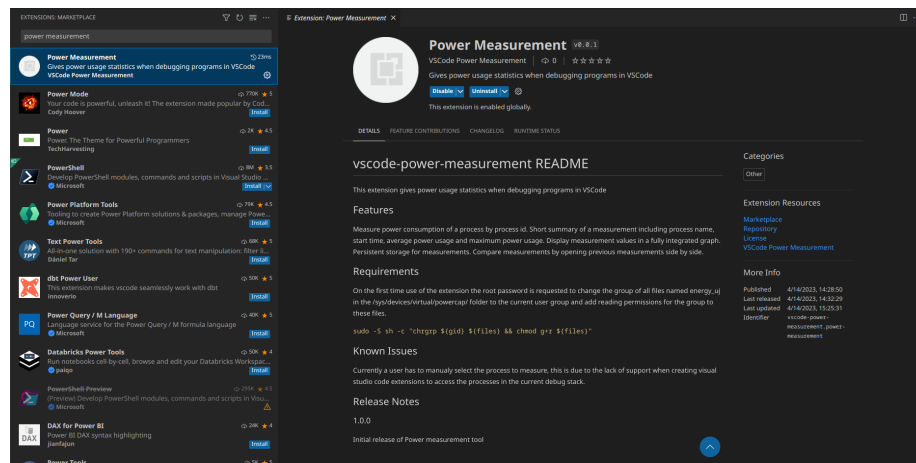 EXTENSIONS: MARKETPLACE
power measurement
Power Measurement 23ms
Gives power usage statistics when debugging programs in VSCode
VSCode Power Measurement
Power Mode 770K ★ 5
Your code is powerful, unleash it! The extension made popular by Cod...
Cody Hoover Install
Power 2K ★ 4.5
Power: The Theme for Powerful Programmers
TechHarvesting Install
PowerShell 8M ★ 3.5
Develop PowerShell modules, commands and scripts in Visual Studio ...
Microsoft Install
Power Platform Tools 79K ★ 5
Tooling to create Power Platform solutions & packages, manage Powe...
Microsoft Install
TPT
Text Power Tools 68K ★ 5
All-in-one solution with 190+ commands for text manipulation: filter (l...
Dániel Tar Install
dbt Power User 50K ★ 5
This extension makes vscode seamlessly work with dbt
innoverio Install
PQ
Power Query / M Language 40K ★ 5
Language service for the Power Query / M formula language
Microsoft Install
Databricks Power Tools 50K ★ 4
Run notebooks cell-by-cell, browse and edit your Databricks Workspac...
paiqo Install
PowerShell Preview 295K ★ 4.5
(Preview) Develop PowerShell modules, commands and scripts in Visu...
Microsoft
DAX
DAX for Power BI 24K ★ 4
Power BI DAX syntax highlighting
jianfajun Install
Power Tools 5K ★ 5
Extension: Power Measurement ×
Power Measurement v0.0.1
VSCode Power Measurement 0 ☆☆☆☆☆
Gives power usage statistics when debugging programs in VSCode
Disable Uninstall
This extension is enabled globally.
DETAILS FEATURE CONTRIBUTIONS CHANGELOG RUNTIME STATUS
vscode-power-measurement README
This extension gives power usage statistics when debugging programs in VSCode
Features
Measure power consumption of a process by process id. Short summary of a measurement including process name,
start time, average power usage and maximum power usage. Display measurement values in a fully integrated graph.
Persistent storage for measurements. Compare measurements by opening previous measurements side by side.
Requirements
On the first time use of the extension the root password is requested to change the group of all files named energy_uj
in the /sys/devices/virtual/powercap/ folder to the current user group and add reading permissions for the group to
these files.
sudo -S sh -c "chrgrp ${gid} ${files} && chmod g+r ${files}"
Known Issues
Currently a user has to manualy select the process to measure, this is due to the lack of support when creating visual
studio code extensions to access the processes in the current debug stack.
Release Notes
1.0.0
Initial release of Power measurement tool
Categories
Other
Extension Resources
Marketplace
Repository
License
VSCode Power Measurement
More Info
Published 4/14/2023, 14:28:50
Last released 4/14/2023, 14:32:29
Last updated 4/14/2023, 15:25:31
Identifier vscode-power-
measurement.power-
measurement